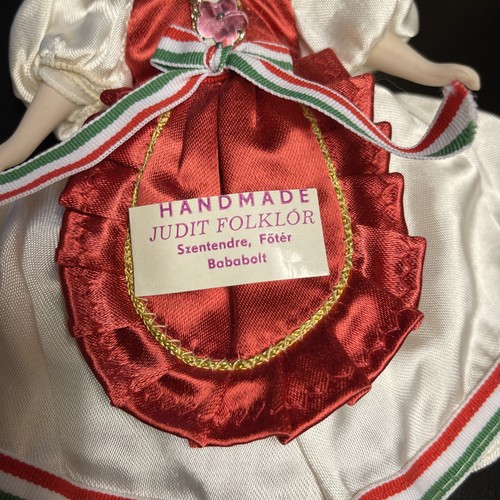 HANDMADE
JUDIT FOLKLÓR
Szentendre, Főtér
Bababolt